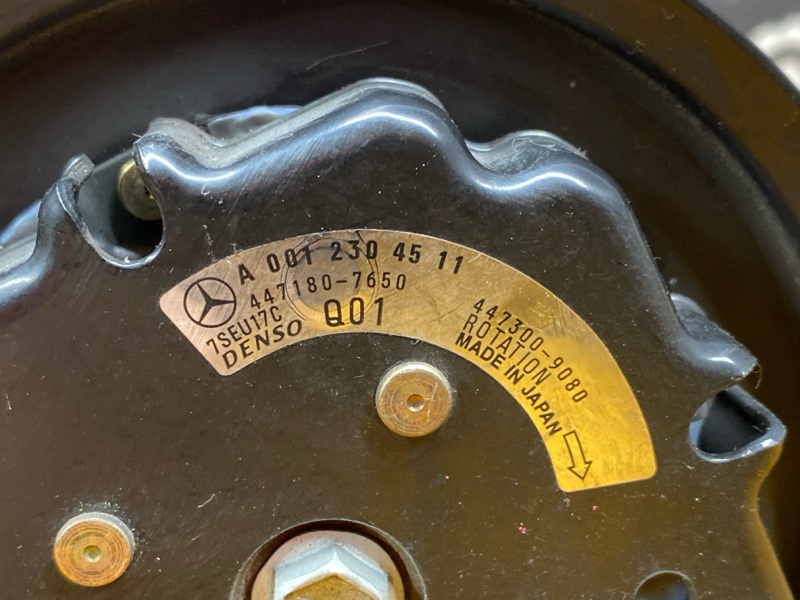 A 001 230 45 11
447180-7650
7SEU17C
DENSO
Q01
447300-9080
ROTATION
MADE IN JAPAN